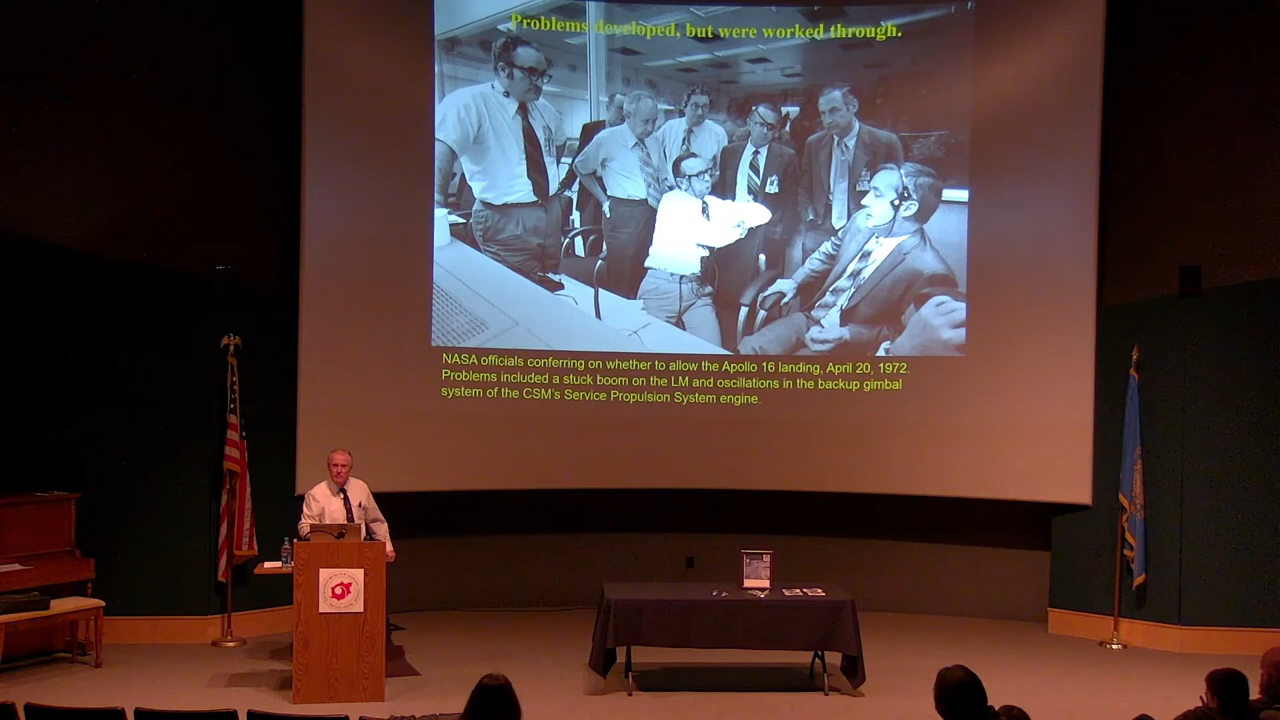 Problems developed, but were worked through.
NASA officials conferring on whether to allow the Apollo 16 landing, April 20, 1972.
Problems included a stuck boom on the LM and oscillations in the backup gimbal
system of the CSM's Service Propulsion System engine.